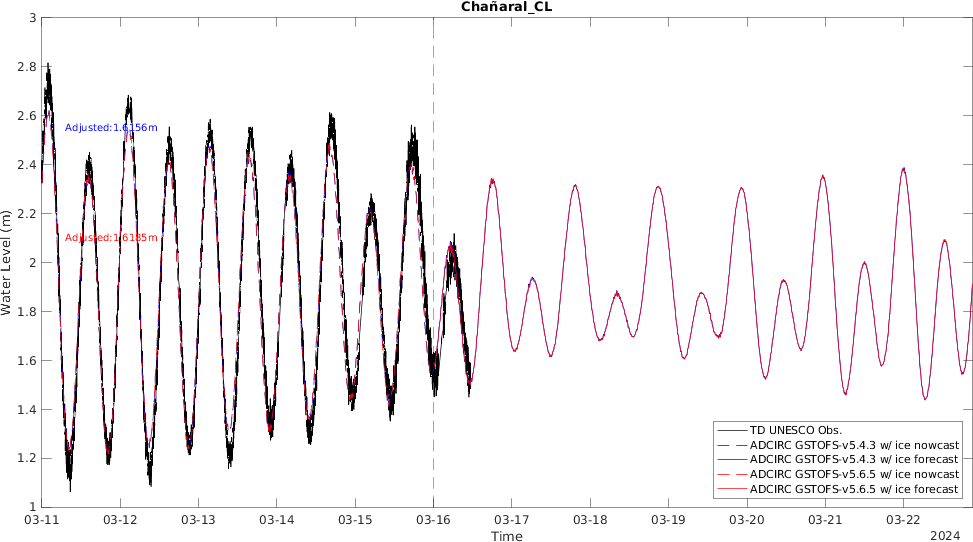 Chañaral_CL
Water Level (m)
3
2.8
2.6
2.4
2.2
2
1.8
1.6
1.4
1.2
1
Adjusted:1.6156m
Adjusted:1.6185m
TD UNESCO Obs.
ADCIRC GSTOFS-v5.4.3 w/ ice nowcast
ADCIRC GSTOFS-v5.4.3 w/ ice forecast
ADCIRC GSTOFS-v5.6.5 w/ ice nowcast
ADCIRC GSTOFS-v5.6.5 w/ ice forecast
03-11 03-12 03-13 03-14 03-15 03-16 03-17 03-18 03-19 03-20 03-21 03-22
Time
2024